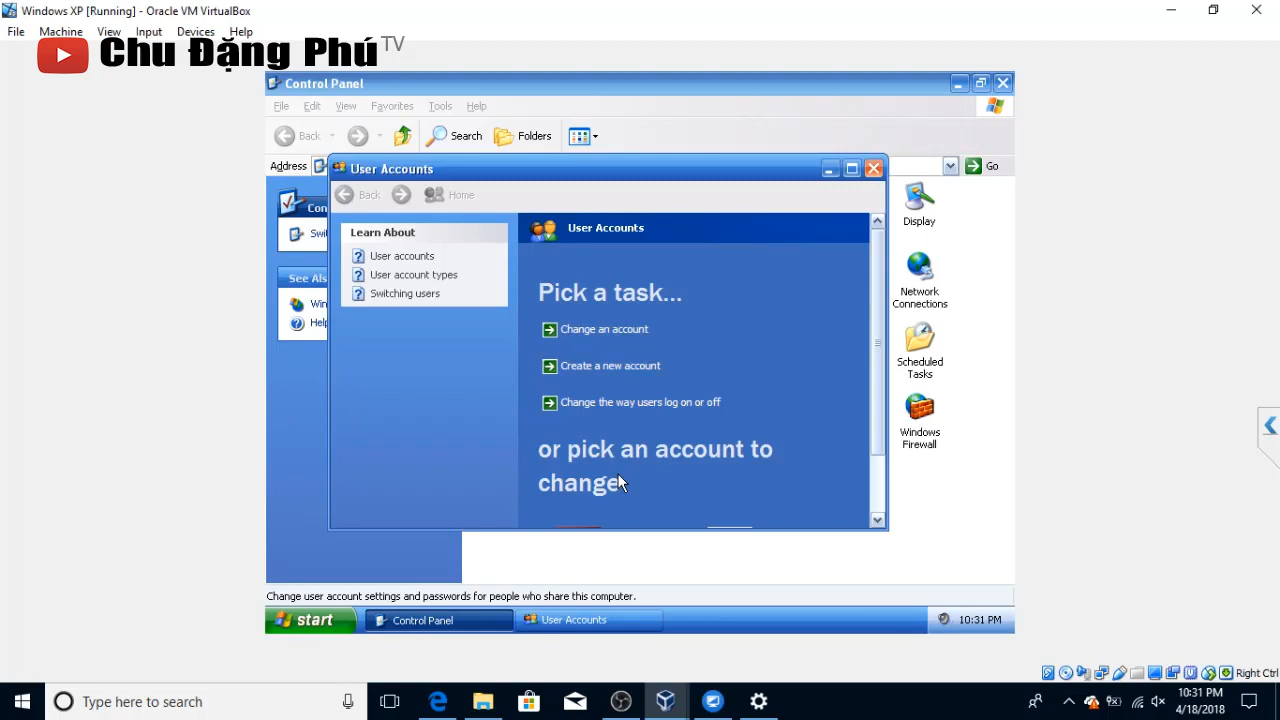 Windows XP [Running] - Oracle VM VirtualBox
File Machine View Input Devices Help
Chu Đặng Phú TV
Control Panel
File Edit View Favorites Tools Help
Back Search Folders
Address Go
User Accounts
Back Home
Con
Swit
See Als
Win
Help
Learn About
User accounts
User account types
Switching users
User Accounts
Pick a task...
Change an account
Create a new account
Change the way users log on or off
or pick an account to
change
Display
Network
Connections
Scheduled
Tasks
Windows
Firewall
Change user account settings and passwords for people who share this computer.
start Control Panel User Accounts 10:31 PM
Right Ctrl
Type here to search
10:31 PM
4/18/2018